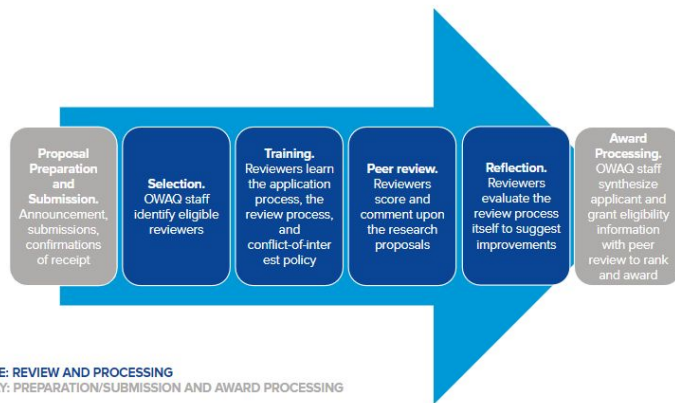 Proposal
Preparation
and
Submission.
Announcement,
submissions,
confirmations
of receipt
Selection.
OWAQ staff
identify eligible
reviewers
Training.
Reviewers learn
the application
process, the
review process,
and
conflict-of-inter
est policy
Peer review.
Reviewers
score and
comment upon
the research
proposals
Reflection.
Reviewers
evaluate the
review process
itself to suggest
improvements
Award
Processing.
OWAQ staff
synthesize
applicant and
grant eligibility
information
with peer
review to rank
and award
E: REVIEW AND PROCESSING
Y: PREPARATION/SUBMISSION AND AWARD PROCESSING